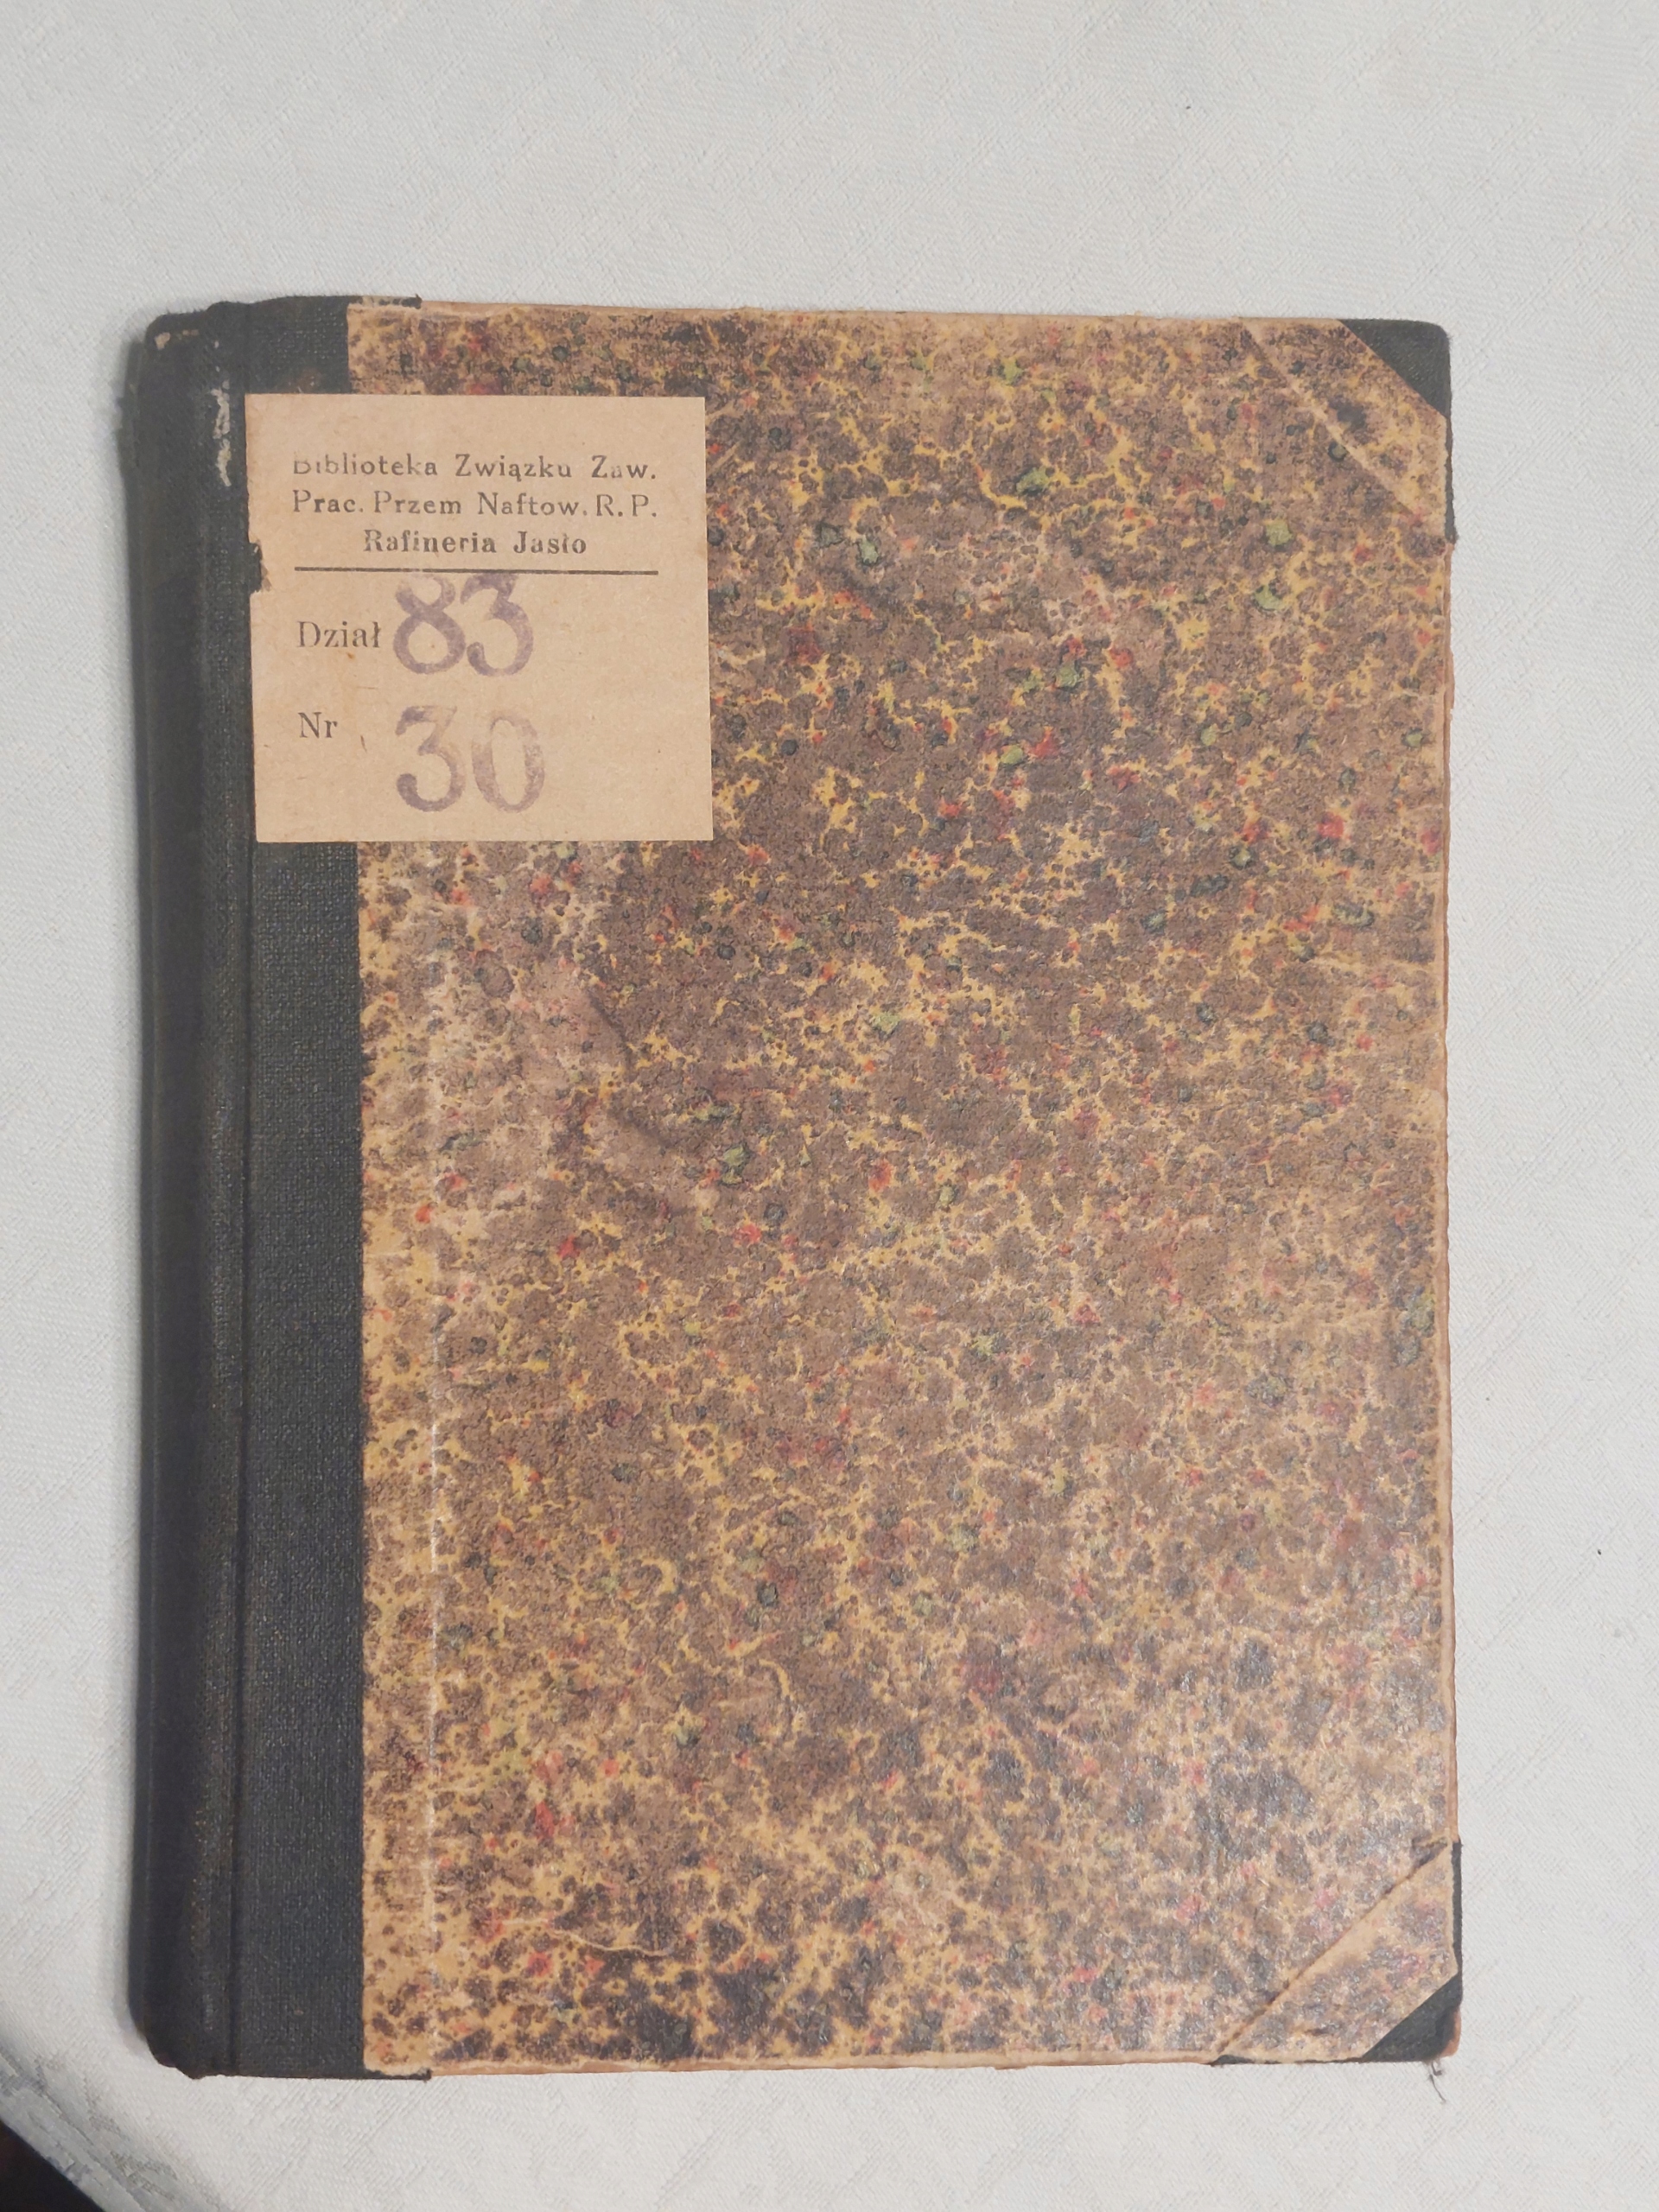 Biblioteka Związku Zaw.
Prac. Przem Naftow. R. P.
Rafineria Jasło
Dział 83
Nr 30